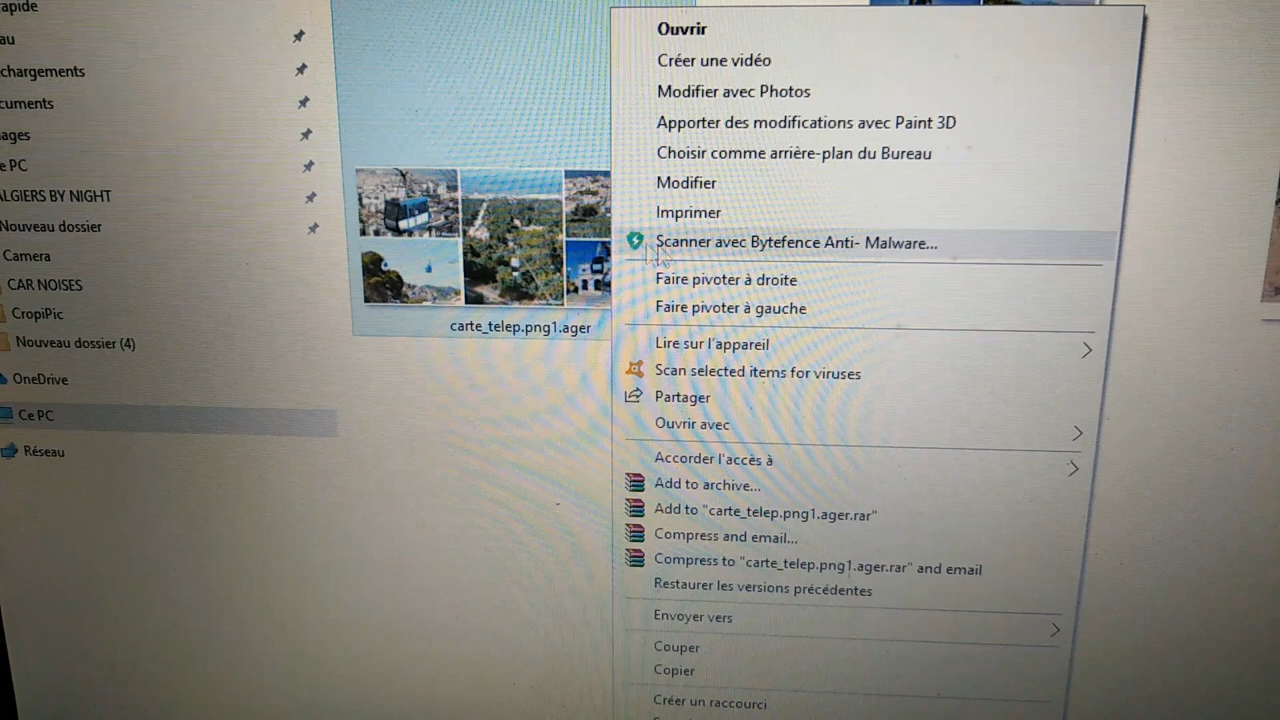 apide
au
chargements
cuments
ages
e PC
ALGIERS BY NIGHT
Nouveau dossier
Camera
CAR NOISES
CropiPic
Nouveau dossier (4)
OneDrive
Ce PC
Réseau
carte_telep.png1.ager
Ouvrir
Créer une vidéo
Modifier avec Photos
Apporter des modifications avec Paint 3D
Choisir comme arrière-plan du Bureau
Modifier
Imprimer
Scanner avec Bytefence Anti- Malware...
Faire pivoter à droite
Faire pivoter à gauche
Lire sur l'appareil
Scan selected items for viruses
Partager
Ouvrir avec
Accorder l'accès à
Add to archive...
Add to "carte_telep.png1.ager.rar"
Compress and email...
Compress to "carte_telep.png1.ager.rar" and email
Restaurer les versions précédentes
Envoyer vers
Couper
Copier
Créer un raccourci